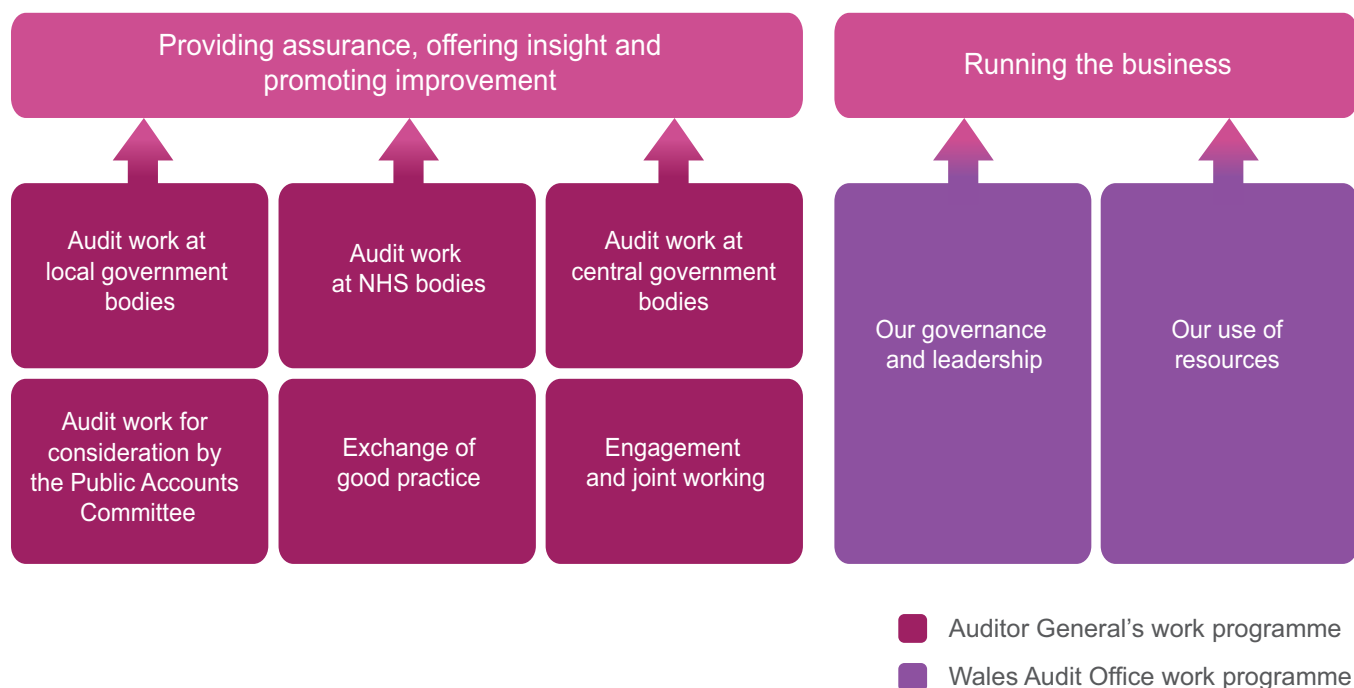 Providing assurance, offering insight and
promoting improvement
Running the business
Audit work at
local government
bodies
Audit work
at NHS bodies
Audit work at
central government
bodies
Our governance
and leadership
Our use of
resources
Audit work for
consideration by
the Public Accounts
Committee
Exchange of
good practice
Engagement
and joint working
Auditor General’s work programme
Wales Audit Office work programme